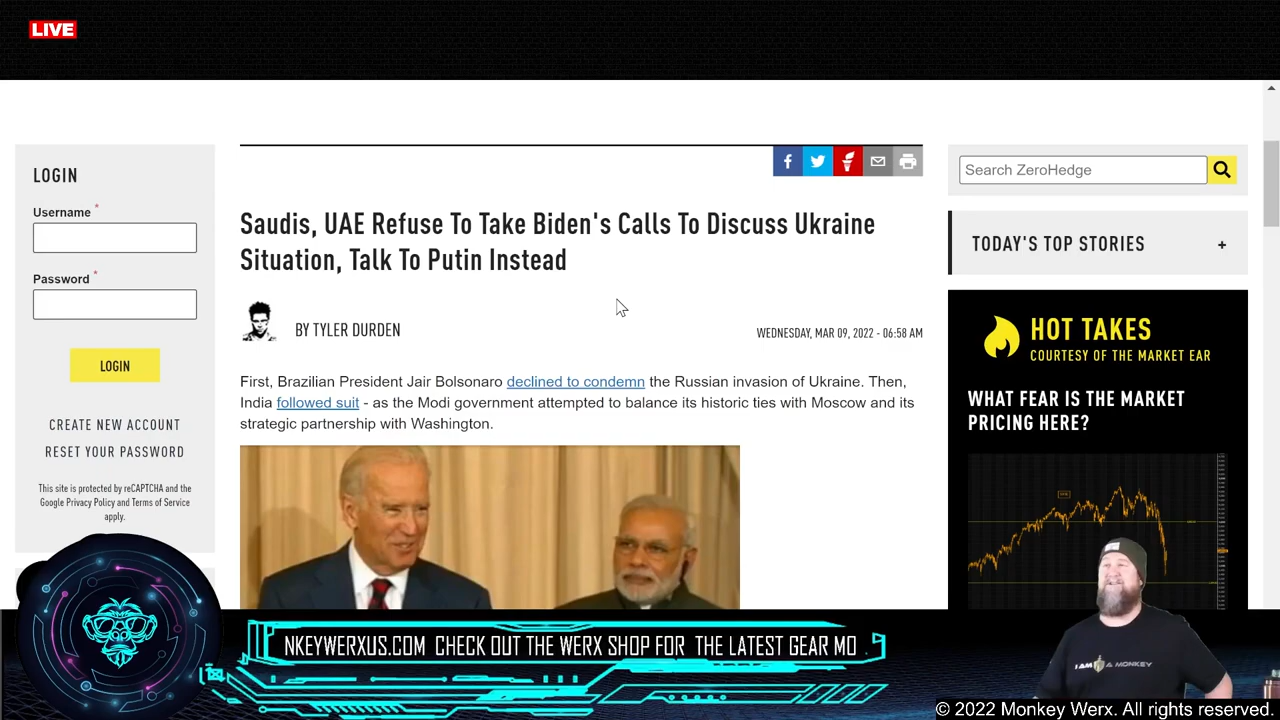 LIVE
LOGIN
Username *
Password *
LOGIN
CREATE NEW ACCOUNT
RESET YOUR PASSWORD
This site is protected by reCAPTCHA and the
Google Privacy Policy and Terms of Service
apply.
Saudis, UAE Refuse To Take Biden's Calls To Discuss Ukraine
Situation, Talk To Putin Instead
BY TYLER DURDEN
WEDNESDAY, MAR 09, 2022 - 06:58 AM
First, Brazilian President Jair Bolsonaro declined to condemn the Russian invasion of Ukraine. Then,
India followed suit - as the Modi government attempted to balance its historic ties with Moscow and its
strategic partnership with Washington.
Search ZeroHedge
TODAY'S TOP STORIES +
HOT TAKES
COURTESY OF THE MARKET EAR
WHAT FEAR IS THE MARKET
PRICING HERE?
NKEYWERXUS.COM CHECK OUT THE WERX SHOP FOR THE LATEST GEAR MO
I AM A MONKEY
© 2022 Monkey Werx. All rights reserved.